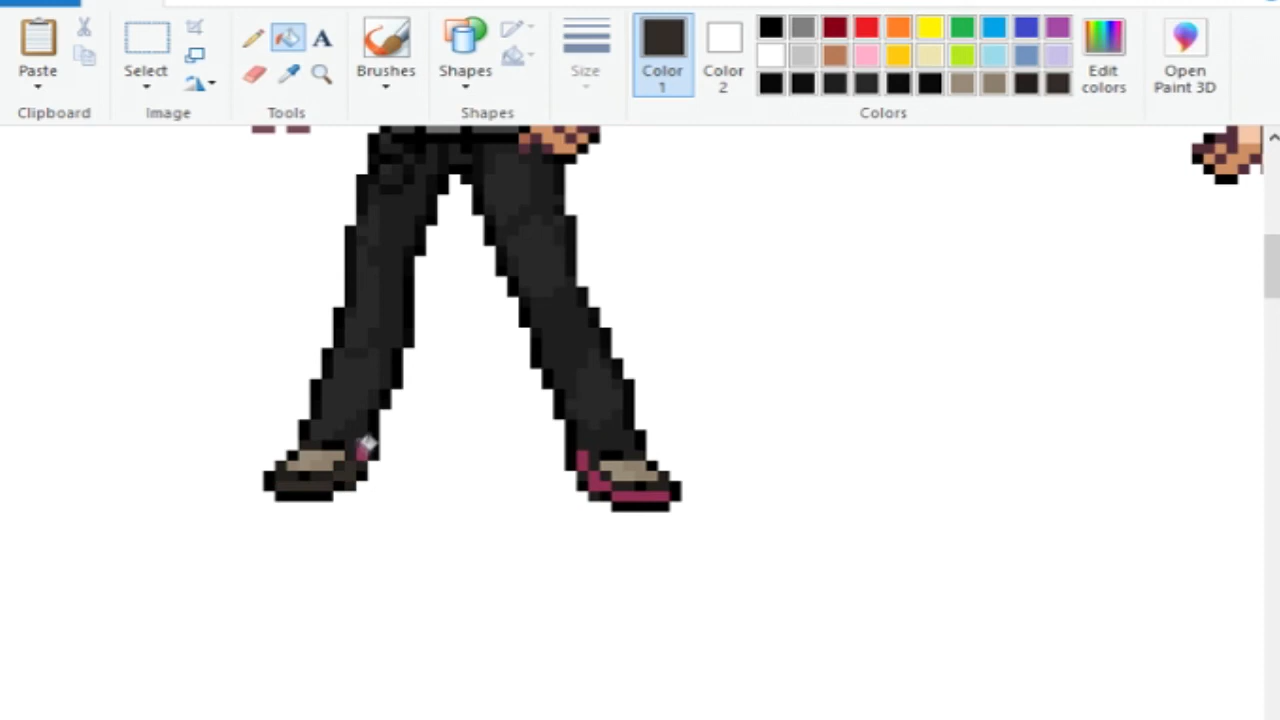 Paste
Select
A
Brushes
Shapes
Size
Color
1
Color
2
Edit
colors
Open
Paint 3D
Clipboard
Image
Tools
Shapes
Colors